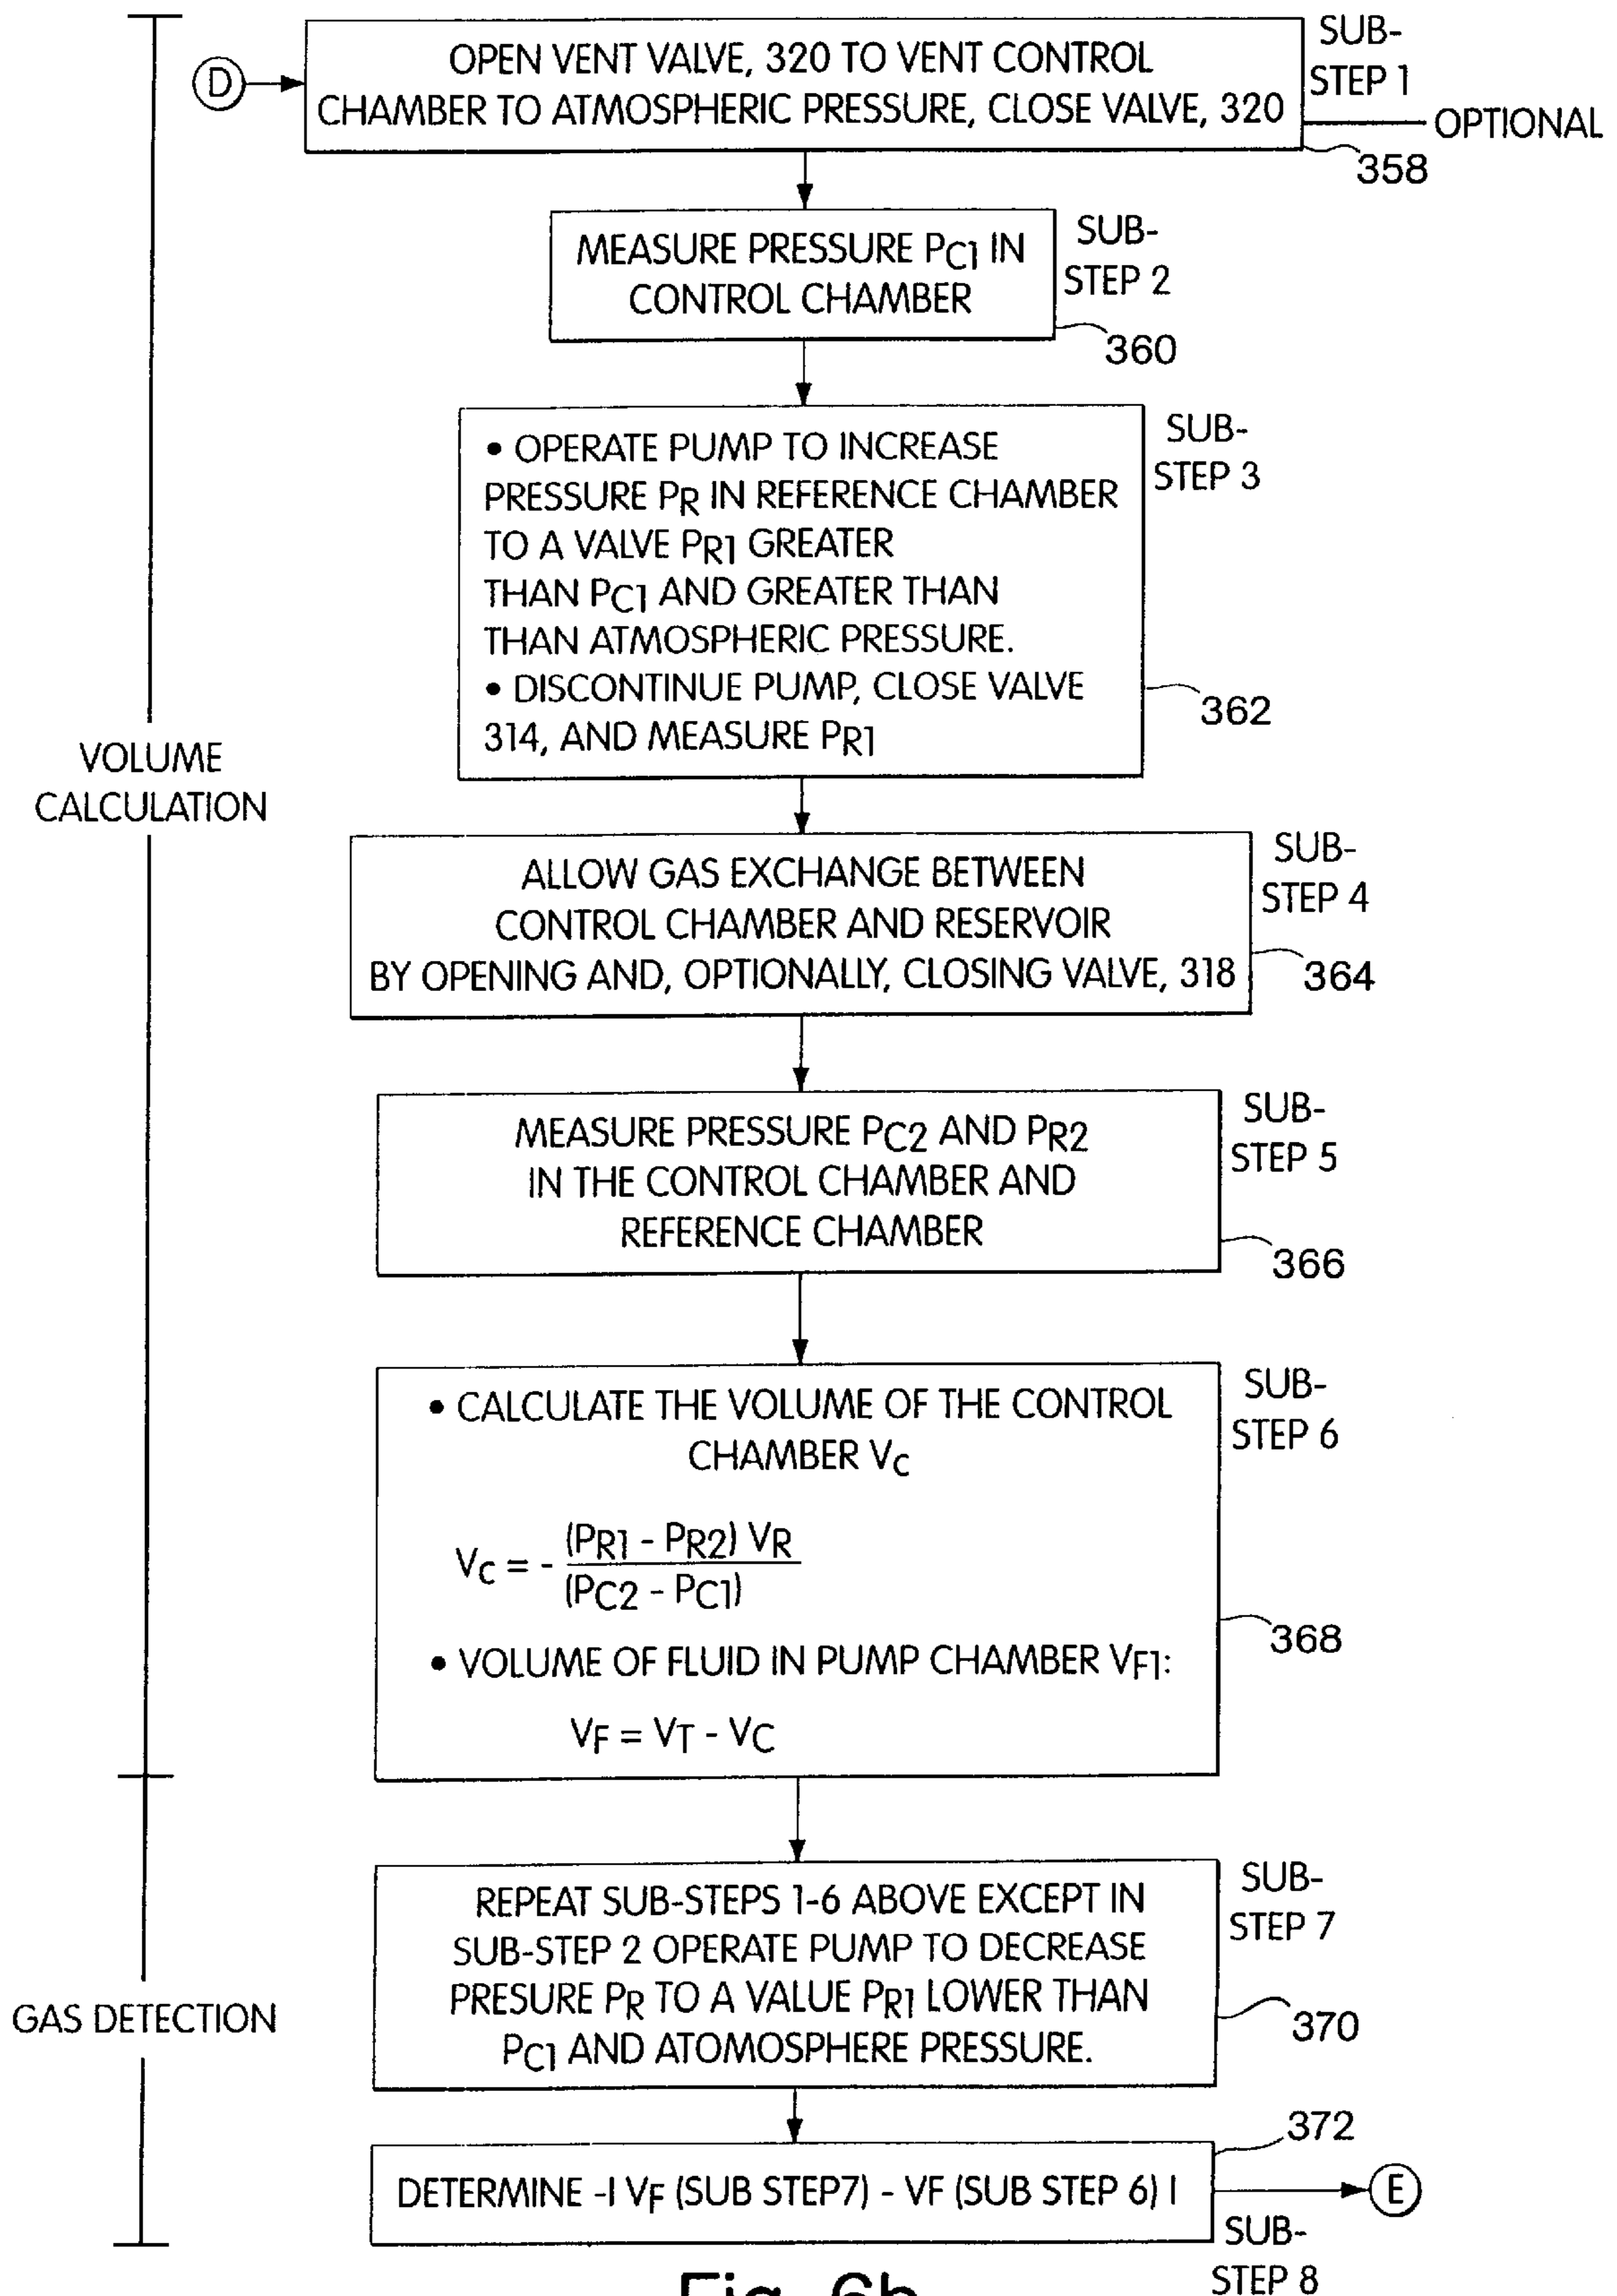 D
OPEN VENT VALVE, 320 TO VENT CONTROL
CHAMBER TO ATMOSPHERIC PRESSURE, CLOSE VALVE, 320
SUB-
STEP 1
OPTIONAL
358
MEASURE PRESSURE PC1 IN
CONTROL CHAMBER
SUB-
STEP 2
360
• OPERATE PUMP TO INCREASE
PRESSURE PR IN REFERENCE CHAMBER
TO A VALVE PR1 GREATER
THAN PC1 AND GREATER THAN
THAN ATMOSPHERIC PRESSURE.
• DISCONTINUE PUMP, CLOSE VALVE
314, AND MEASURE PR1
SUB-
STEP 3
362
VOLUME
CALCULATION
ALLOW GAS EXCHANGE BETWEEN
CONTROL CHAMBER AND RESERVOIR
BY OPENING AND, OPTIONALLY, CLOSING VALVE, 318
SUB-
STEP 4
364
MEASURE PRESSURE PC2 AND PR2
IN THE CONTROL CHAMBER AND
REFERENCE CHAMBER
SUB-
STEP 5
366
• CALCULATE THE VOLUME OF THE CONTROL
CHAMBER VC
VC = - (PR1 - PR2) VR
(PC2 - PC1)
• VOLUME OF FLUID IN PUMP CHAMBER VF1:
VF = VT - VC
SUB-
STEP 6
368
REPEAT SUB-STEPS 1-6 ABOVE EXCEPT IN
SUB-STEP 2 OPERATE PUMP TO DECREASE
PRESURE PR TO A VALUE PR1 LOWER THAN
PC1 AND ATOMOSPHERE PRESSURE.
SUB-
STEP 7
370
GAS DETECTION
DETERMINE -I VF (SUB STEP7) - VF (SUB STEP 6) I
372
E
SUB-
STEP 8
Fig. 6b